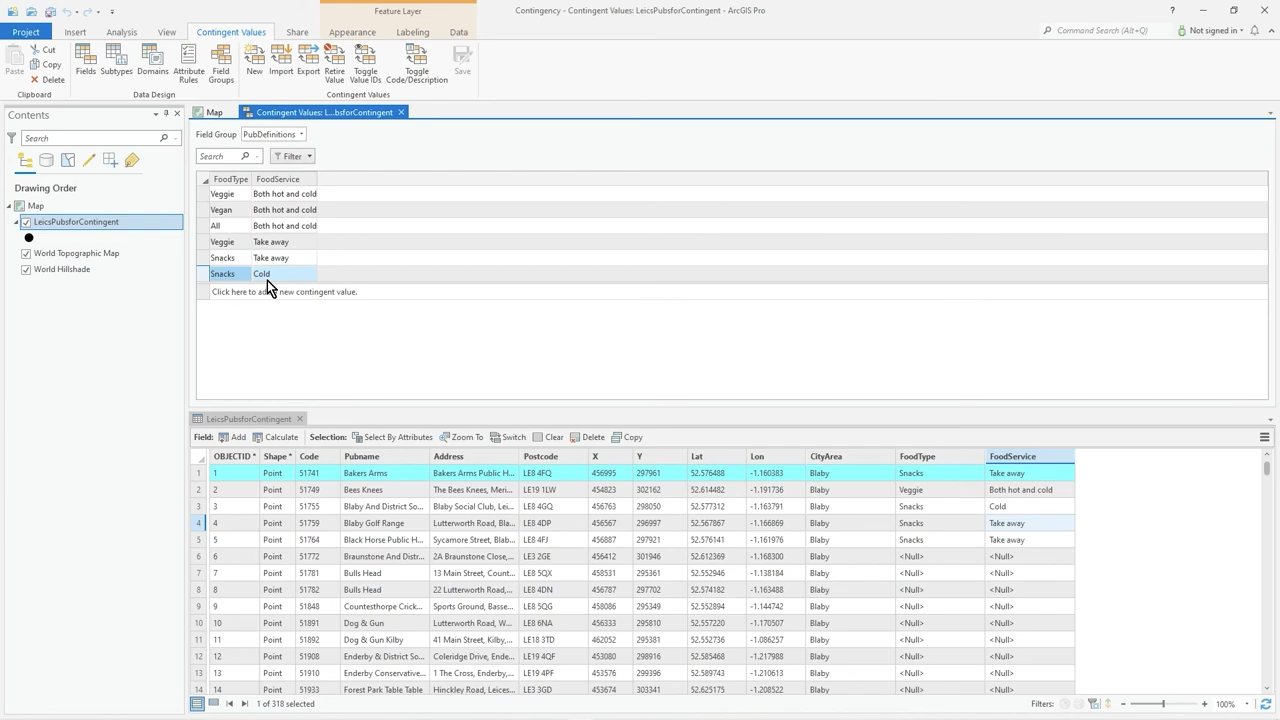 Feature Layer
Contingency - Contingent Values: LeicsPubsforContingent - ArcGIS Pro
?
Project Insert Analysis View Contingent Values Share Appearance Labeling Data
Command Search (Alt+Q)
Not signed in
Paste
Cut
Copy
Delete
Fields
Subtypes
Domains
Attribute Rules
Field Groups
New
Import
Export
Retire Value
Toggle Value IDs
Toggle Code/Description
Save
Clipboard
Data Design
Contingent Values
Contents
Search
Drawing Order
Map
LeicsPubsforContingent
World Topographic Map
World Hillshade
Map
Contingent Values: L...bsforContingent
Field Group PubDefinitions
Search
Filter
FoodType FoodService
Veggie Both hot and cold
Vegan Both hot and cold
All Both hot and cold
Veggie Take away
Snacks Take away
Snacks Cold
Click here to add new contingent value.
LeicsPubsforContingent
Field: Add Calculate Selection: Select By Attributes Zoom To Switch Clear Delete Copy
OBJECTID * Shape * Code Pubname Address Postcode X Y Lat Lon CityArea FoodType FoodService
1 1 Point 51741 Bakers Arms Bakers Arms Public H... LE8 4FQ 456995 297961 52.576488 -1.160383 Blaby Snacks Take away
2 2 Point 51749 Bees Knees The Bees Knees, Meri... LE19 1LW 454823 302162 52.614482 -1.191736 Blaby Veggie Both hot and cold
3 3 Point 51755 Blaby And District So... Blaby Social Club, Lei... LE8 4GQ 456763 298050 52.577312 -1.163791 Blaby Snacks Cold
4 4 Point 51759 Blaby Golf Range Lutterworth Road, Bla... LE8 4DP 456567 296997 52.567867 -1.166869 Blaby Snacks Take away
5 5 Point 51764 Black Horse Public H... Sycamore Street, Blab... LE8 4FJ 456887 297921 52.576141 -1.161976 Blaby Snacks Take away
6 6 Point 51772 Braunstone And Distr... 2A Braunstone Close,... LE3 2GE 456412 301946 52.612369 -1.168300 Blaby <Null> <Null>
7 7 Point 51781 Bulls Head 13 Main Street, Count... LE8 5QX 458531 295361 52.552946 -1.138184 Blaby <Null> <Null>
8 8 Point 51782 Bulls Head 22 Lutterworth Road,... LE8 4DN 456787 297702 52.574182 -1.163488 Blaby <Null> <Null>
9 9 Point 51848 Countesthorpe Crick... Sports Ground, Basse... LE8 5QG 458086 295349 52.552894 -1.144742 Blaby <Null> <Null>
10 10 Point 51891 Dog & Gun Lutterworth Road, W... LE8 6NA 456333 295810 52.557220 -1.170507 Blaby <Null> <Null>
11 11 Point 51892 Dog & Gun Kilby 41 Main Street, Kilby,... LE18 3TD 462052 295381 52.552736 -1.086257 Blaby <Null> <Null>
12 12 Point 51908 Enderby & District So... Coleridge Drive, Ende... LE19 4QF 453080 298916 52.585468 -1.217988 Blaby <Null> <Null>
13 13 Point 51910 Enderby Conservative... 1 The Cross, Enderby,... LE19 4PF 453576 299396 52.589743 -1.210613 Blaby <Null> <Null>
14 14 Point 51933 Forest Park Table Table Hinckley Road, Leicest... LE3 3GD 453674 303341 52.625175 -1.208522 Blaby <Null> <Null>
1 of 318 selected
Filters:
100%